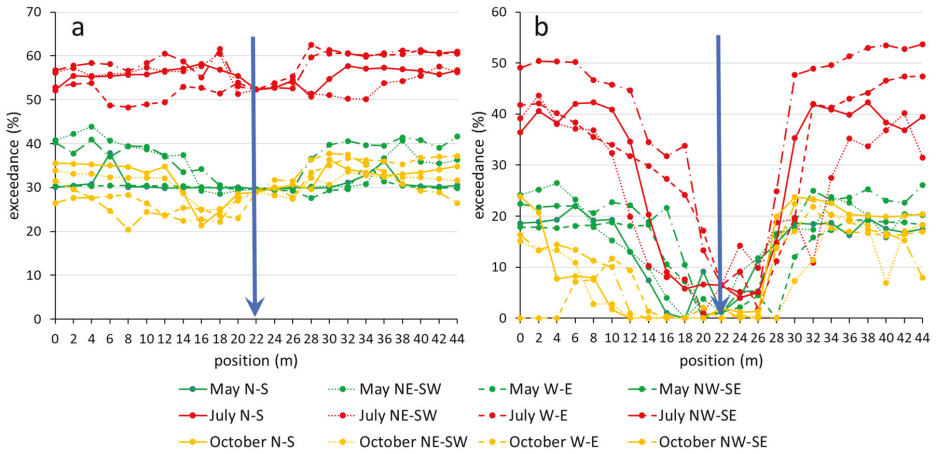 a
b
exceedance (%)
70
60
50
40
30
20
10
0
0 2 4 6 8 10 12 14 16 18 20 22 24 26 28 30 32 34 36 38 40 42 44
position (m)
exceedance (%)
60
50
40
30
20
10
0
0 2 4 6 8 10 12 14 16 18 20 22 24 26 28 30 32 34 36 38 40 42 44
position (m)
May N-S May NE-SW May W-E May NW-SE
July N-S July NE-SW July W-E July NW-SE
October N-S October NE-SW October W-E October NW-SE